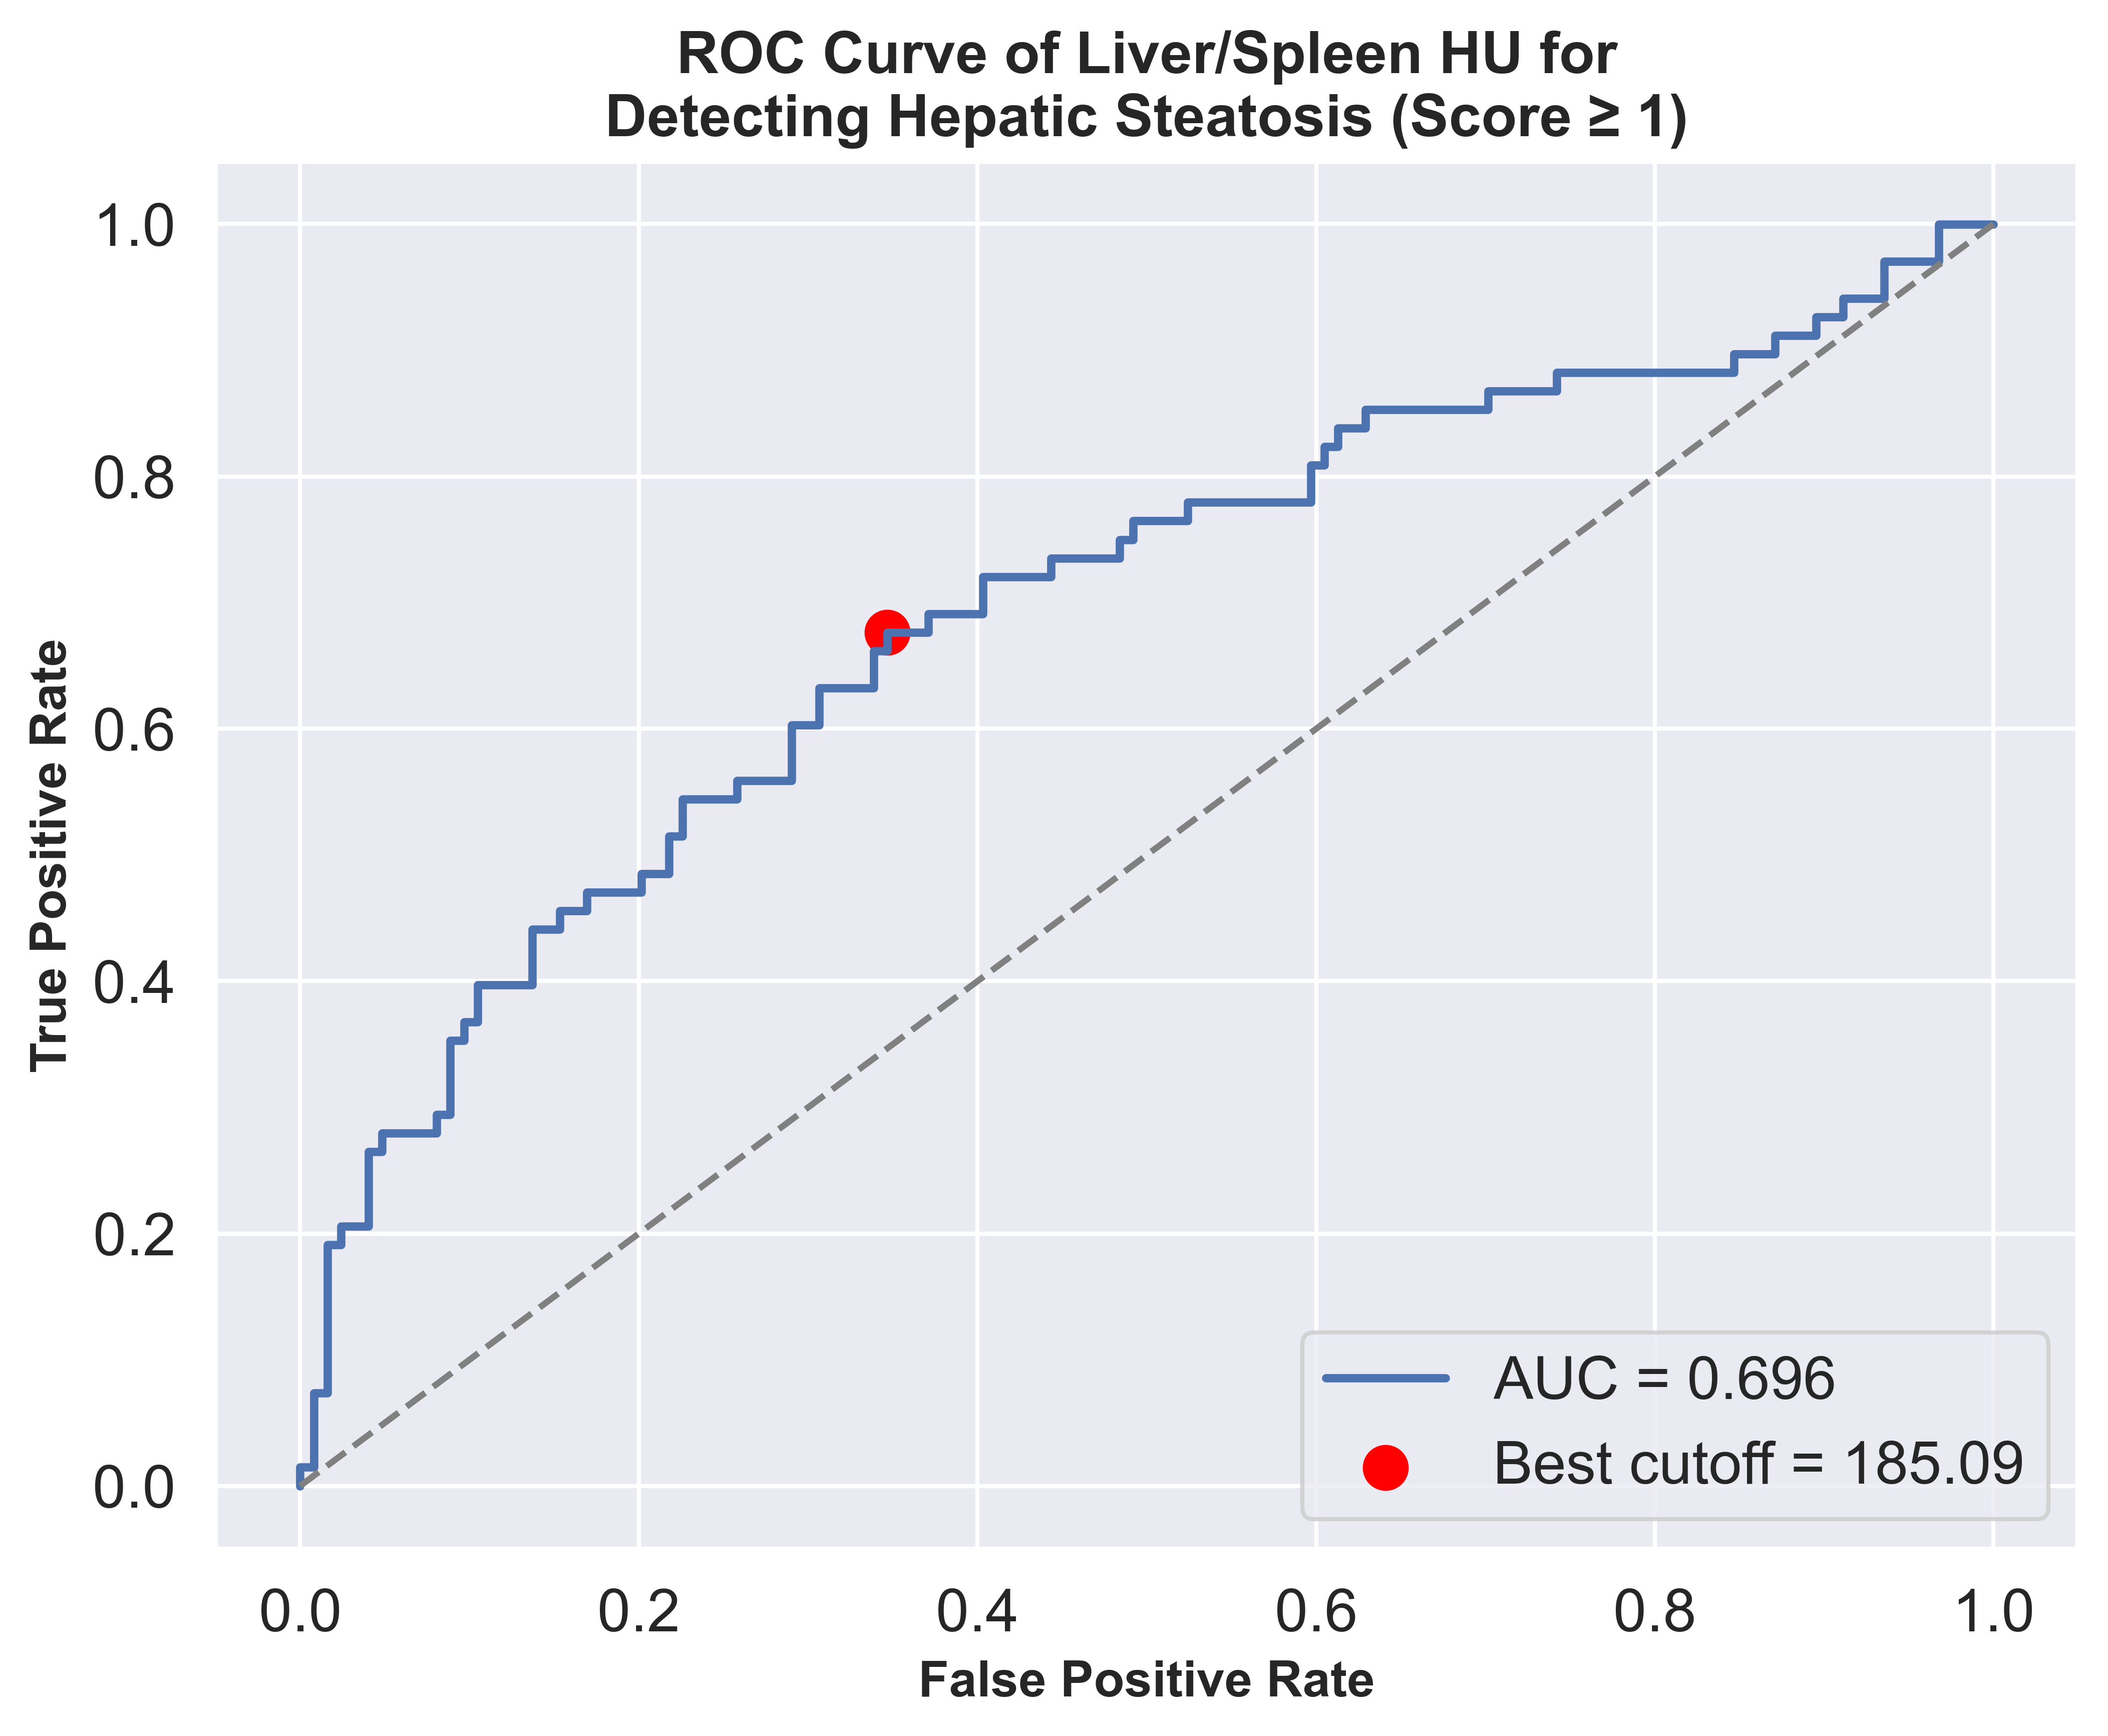 ROC Curve of Liver/Spleen HU for
Detecting Hepatic Steatosis (Score ≥ 1)
True Positive Rate
1.0
0.8
0.6
0.4
0.2
0.0
AUC = 0.696
Best cutoff = 185.09
0.0 0.2 0.4 0.6 0.8 1.0
False Positive Rate